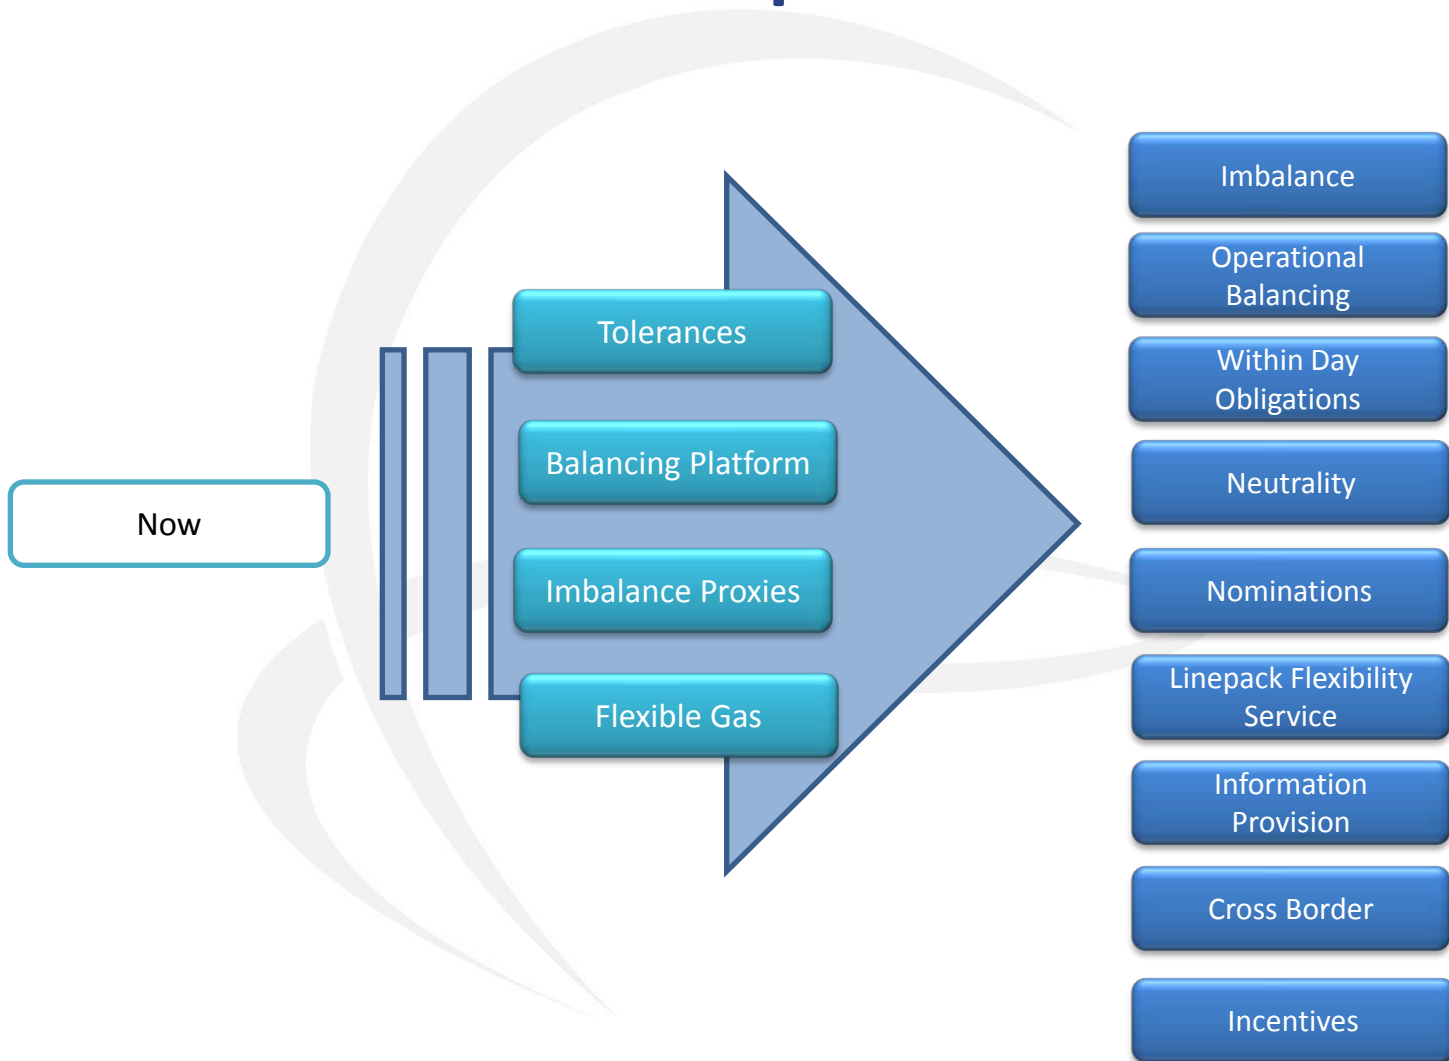 Now
Tolerances
Balancing Platform
Imbalance Proxies
Flexible Gas
Imbalance
Operational
Balancing
Within Day
Obligations
Neutrality
Nominations
Linepack Flexibility
Service
Information
Provision
Cross Border
Incentives